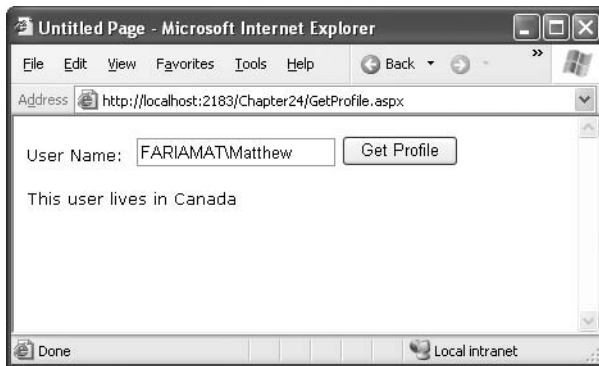 Untitled Page - Microsoft Internet Explorer
File Edit View Favorites Tools Help Back »
Address http://localhost:2183/Chapter24/GetProfile.aspx
User Name: FARIAMAT\Matthew Get Profile
This user lives in Canada
Done Local intranet